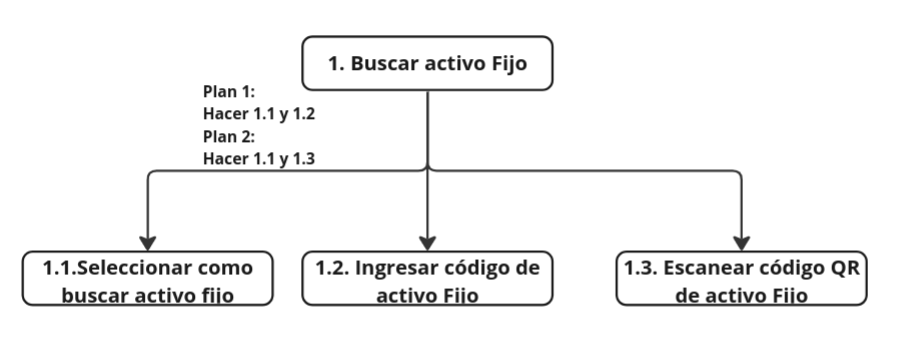 1. Buscar activo Fijo
Plan 1:
Hacer 1.1 y 1.2
Plan 2:
Hacer 1.1 y 1.3
1.1.Seleccionar como
buscar activo fijo
1.2. Ingresar código de
activo Fijo
1.3. Escanear código QR
de activo Fijo